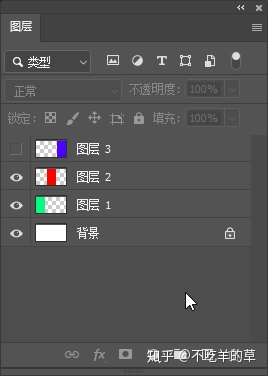 图层
类型
正常 不透明度: 100%
锁定: 填充: 100%
图层 3
图层 2
图层 1
背景
fx
知乎 @不吃羊的草